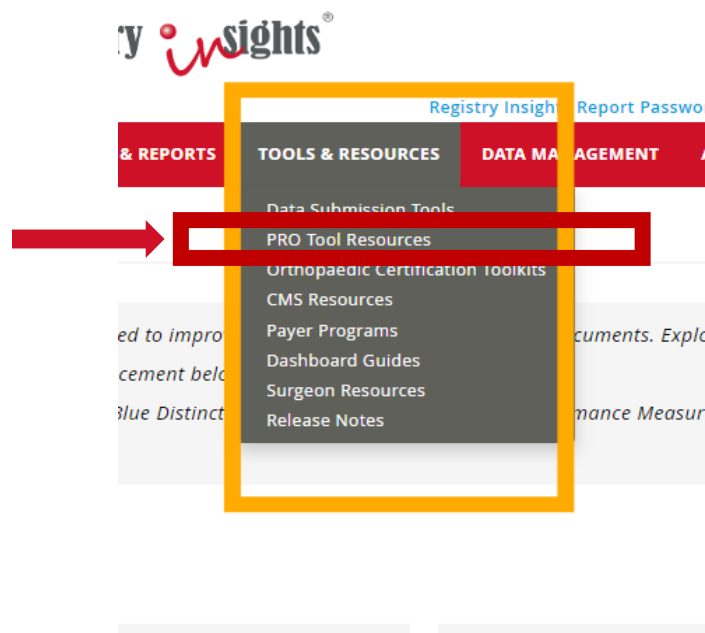 ry insights®
Registry Insights Report Passwo
& REPORTS TOOLS & RESOURCES DATA MANAGEMENT
Data Submission Tools
PRO Tool Resources
Orthopaedic Certification Toolkits
CMS Resources
ed to impro cuments. Explo
Payer Programs
Dashboard Guides
cement belo
Surgeon Resources
Blue Distinct mance Measur
Release Notes